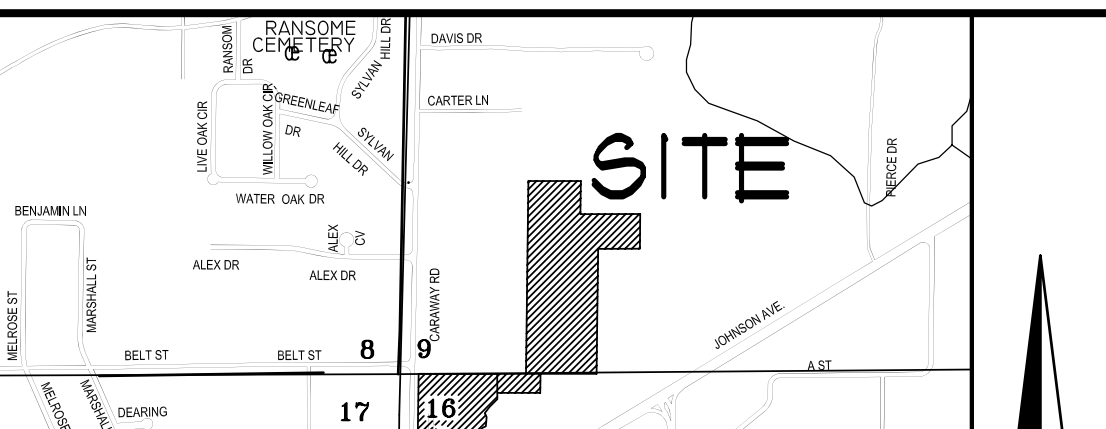 RANSOME
CEMETERY
RANSOM
DR
SYLVAN
HILL DR
DAVIS DR
LIVE OAK CIR
WILLOW OAK CIR
GREENLEAF
DR
SYLVAN
HILL DR
CARTER LN
SITE
WATER OAK DR
PIERCE DR
BENJAMIN LN
ALEX
CV
ALEX DR
ALEX DR
MELROSE ST
MARSHALL ST
CARAWAY RD
JOHNSON AVE.
BELT ST
BELT ST
8
9
A ST
MELROSE
MARSHALL
DEARING
17
16